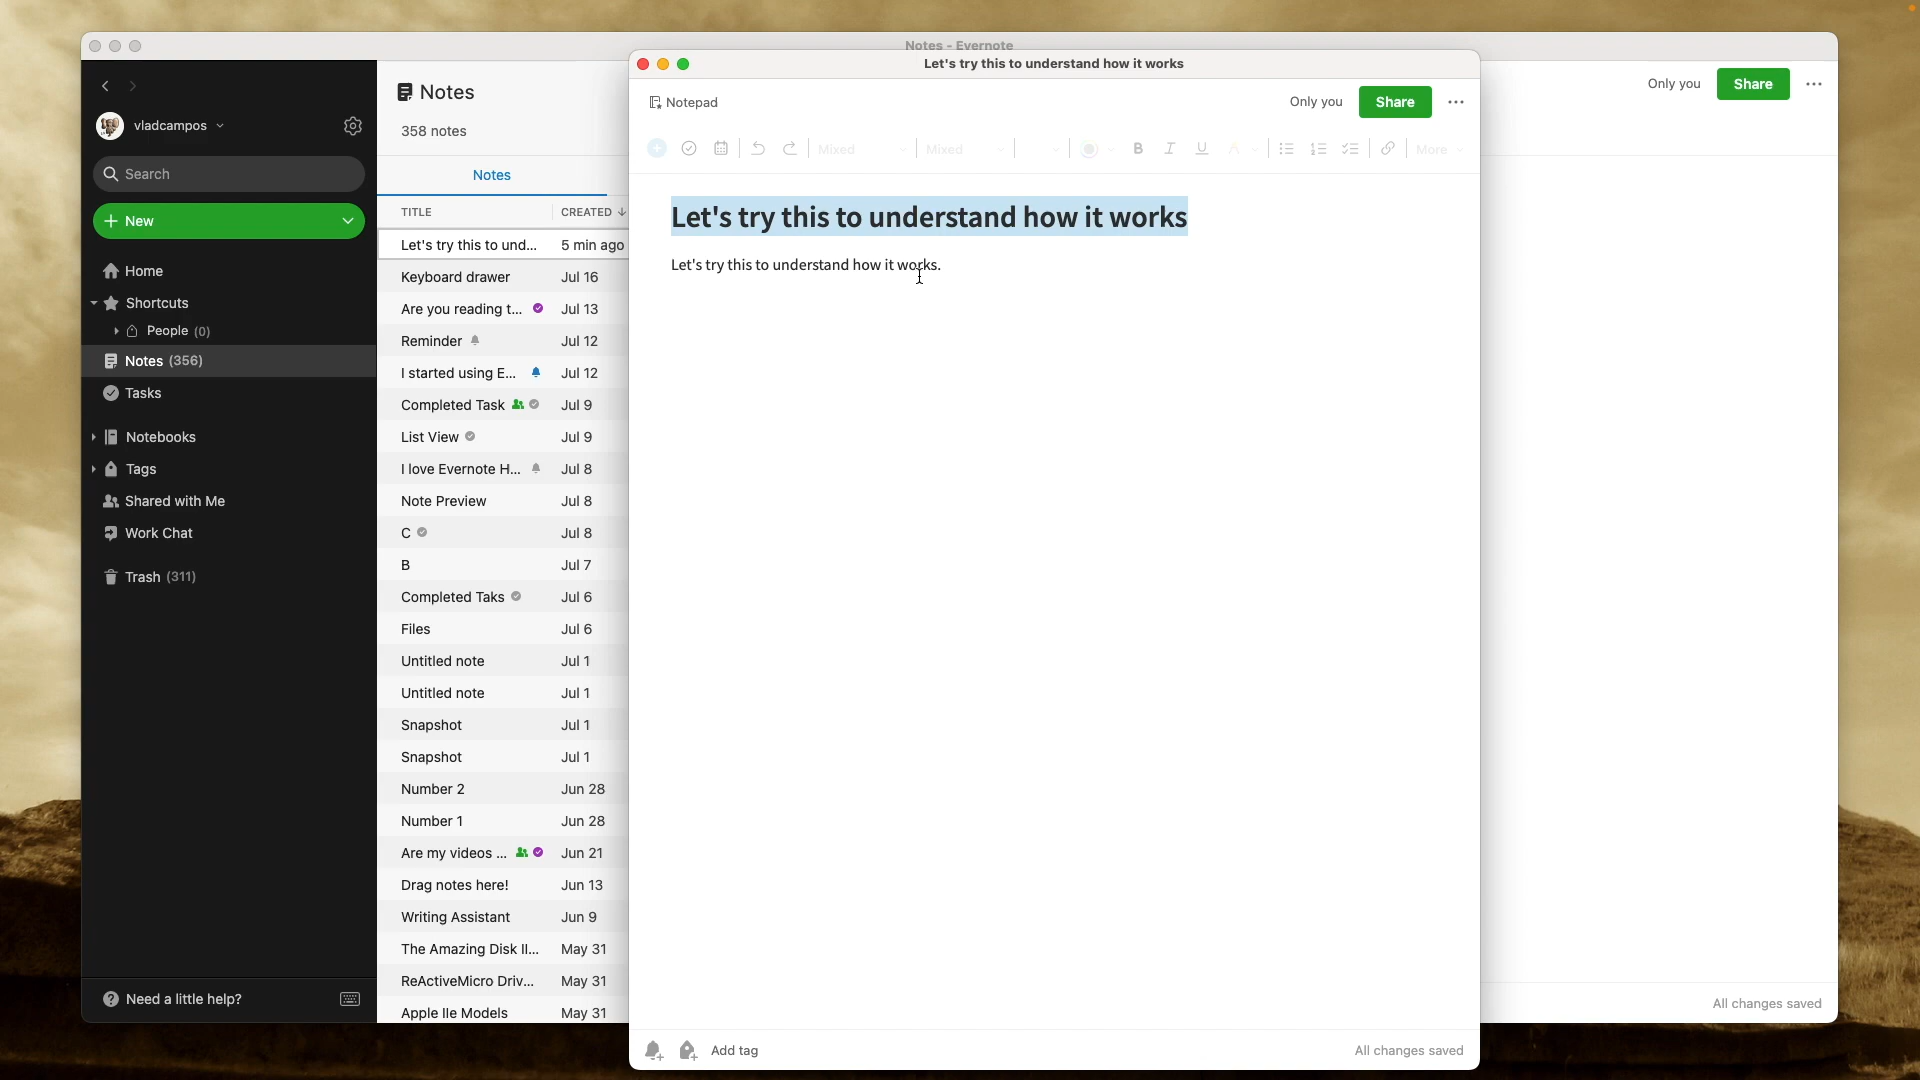 Notes - Evernote
vladcampos
Search
New
Home
Shortcuts
People (0)
Notes (356)
Tasks
Notebooks
Tags
Shared with Me
Work Chat
Trash (311)
Need a little help?
Notes
358 notes
Notes
TITLE CREATED
Let's try this to und... 5 min ago
Keyboard drawer Jul 16
Are you reading t... Jul 13
Reminder Jul 12
I started using E... Jul 12
Completed Task Jul 9
List View Jul 9
I love Evernote H... Jul 8
Note Preview Jul 8
C Jul 8
B Jul 7
Completed Taks Jul 6
Files Jul 6
Untitled note Jul 1
Untitled note Jul 1
Snapshot Jul 1
Snapshot Jul 1
Number 2 Jun 28
Number 1 Jun 28
Are my videos ... Jun 21
Drag notes here! Jun 13
Writing Assistant Jun 9
The Amazing Disk II... May 31
ReActiveMicro Driv... May 31
Apple IIe Models May 31
Let's try this to understand how it works
Notepad
Only you Share
Mixed Mixed B I U A More
Let's try this to understand how it works
Let's try this to understand how it works.
Add tag
All changes saved
Only you Share
All changes saved